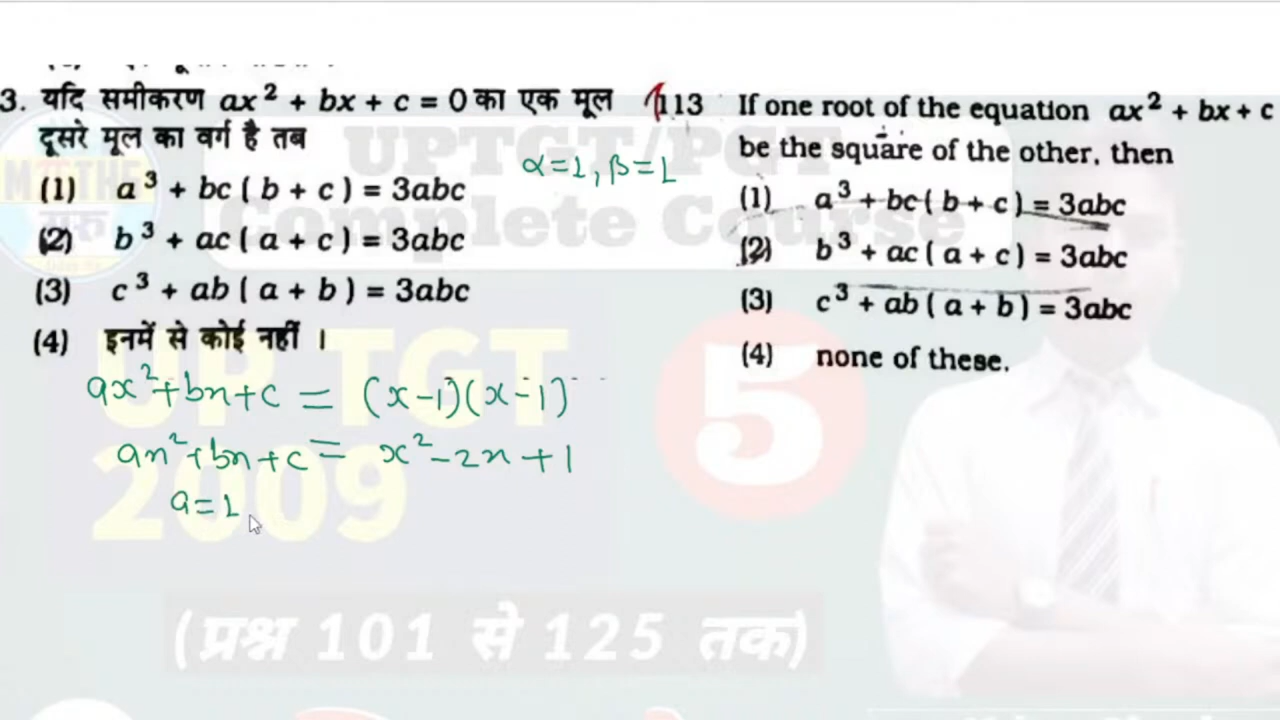 3. यदि समीकरण ax² + bx + c = 0 का एक मूल
दूसरे मूल का वर्ग है तब
(1) a³ + bc ( b + c ) = 3abc
(2) b³ + ac ( a + c ) = 3abc
(3) c³ + ab ( a + b ) = 3abc
(4) इनमें से कोई नहीं ।
113 If one root of the equation ax² + bx + c
be the square of the other, then
(1) a³ + bc ( b + c ) = 3abc
(2) b³ + ac ( a + c ) = 3abc
(3) c³ + ab ( a + b ) = 3abc
(4) none of these.
α=1, β=1
ax²+bx+c = (x-1)(x-1)
ax²+bx+c = x²-2x+1
a=1
UPTGT/PGT
Complete Course
गुरु
UP TGT
2009
5
(प्रश्न 101 से 125 तक)